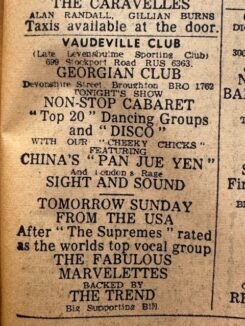 THE CARAVELLES
ALAN RANDALL, GILLIAN BURNS
Taxis available at the door.
VAUDEVILLE CLUB
(Late Levenshulme Sporting Club)
699 Stockport Road RUS 6363.
GEORGIAN CLUB
Devonshire Street, Broughton BRO 1762
TONIGHT'S SHOW
NON-STOP CABARET
"Top 20" Dancing Groups
and "DISCO"
WITH OUR "CHEEKY CHICKS"
FEATURING
CHINA'S "PAN JUE YEN"
And London's Rage
SIGHT AND SOUND
TOMORROW SUNDAY
FROM THE USA
After "The Supremes" rated
as the worlds top vocal group
THE FABULOUS
MARVELETTES
BACKED BY
THE TREND
Big Supporting Bill.